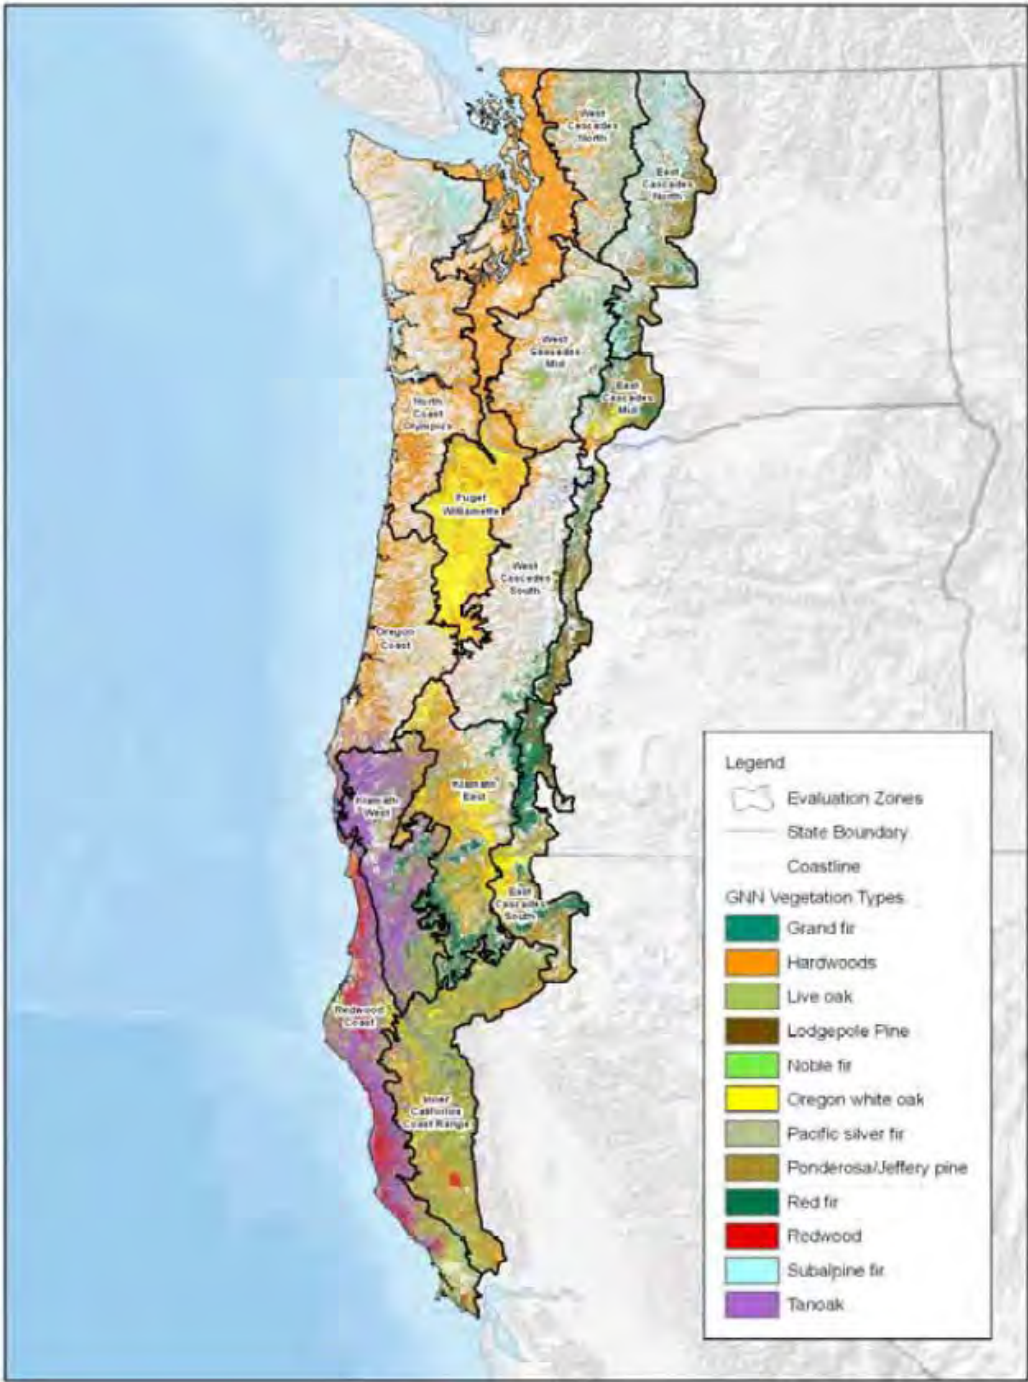 West
Cascades
North
East
Cascades
North
West
Cascades
Mid
East
Cascades
Mid
North
Coast
Olympics
Puget
Willamette
West
Cascades
South
Oregon
Coast
Klamath
East
Klamath
West
East
Cascades
South
Redwood
Coast
Inner
California
Coast Range
Legend
Evaluation Zones
State Boundary
Coastline
GNN Vegetation Types
Grand fir
Hardwoods
Live oak
Lodgepole Pine
Noble fir
Oregon white oak
Pacific silver fir
Ponderosa/Jeffery pine
Red fir
Redwood
Subalpine fir
Tanoak